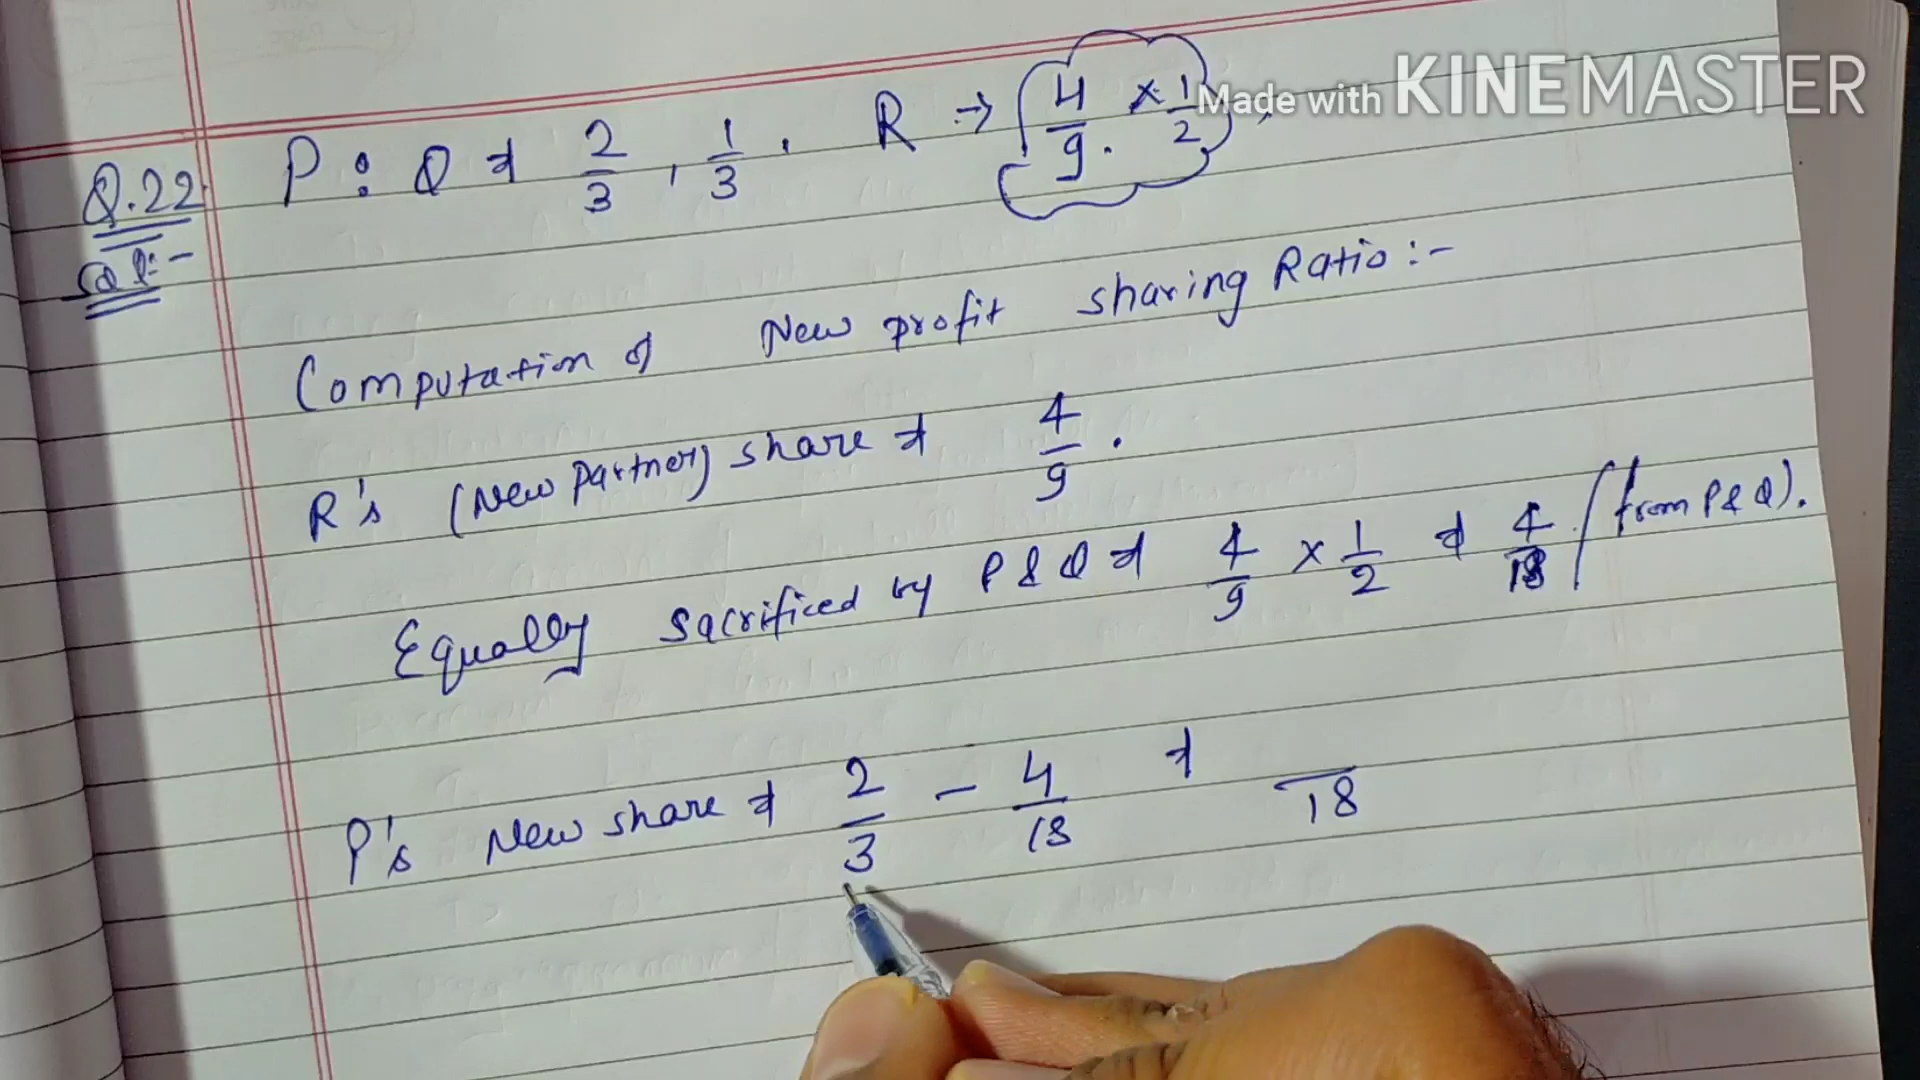 Made with KINEMASTER
Q.22 P : Q ⇒ 2/3 , 1/3 . R → 4/9 . × 1/2
Sol:-
Computation of New profit sharing Ratio :-
R's (New Partner) share ⇒ 4/9 .
Equally sacrificed by P & Q ⇒ 4/9 × 1/2 ⇒ 4/18 . (from P & Q).
P's New share ⇒ 2/3 - 4/18 ⇒ /18